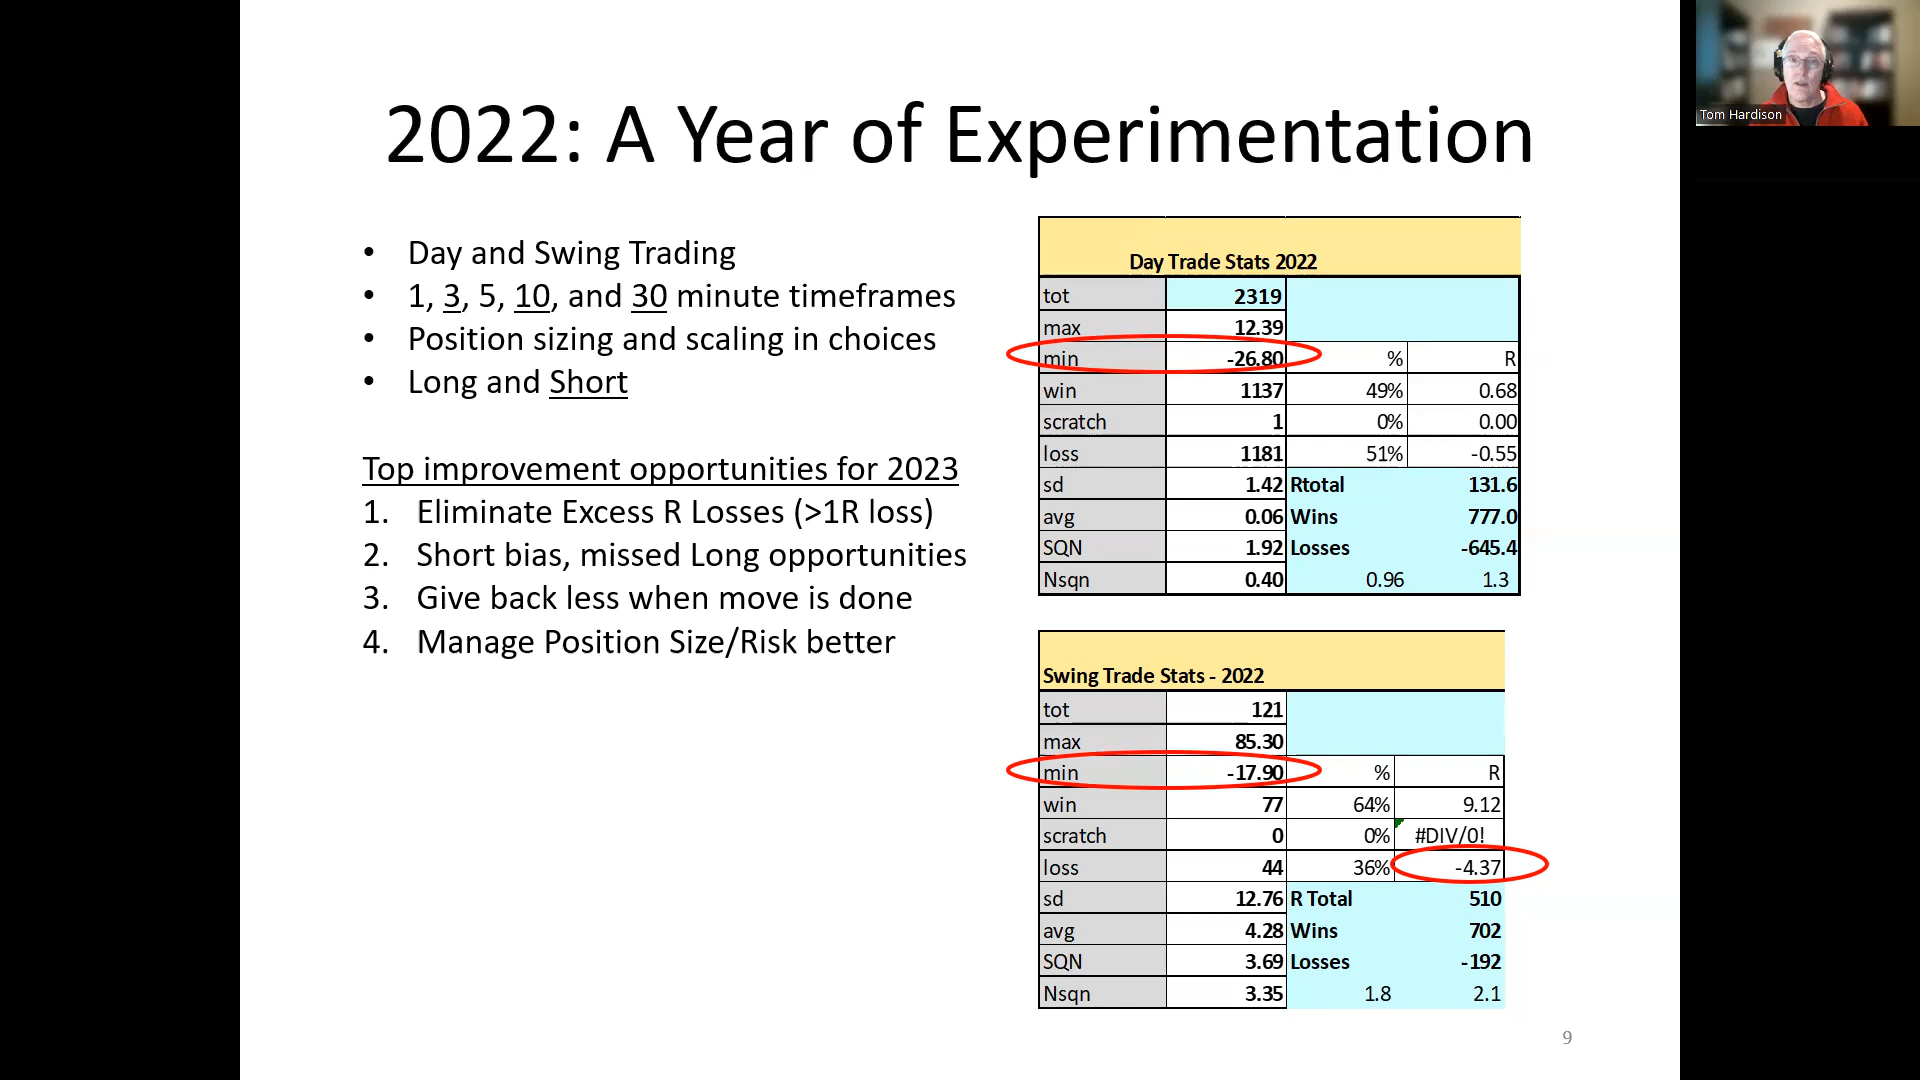 2022: A Year of Experimentation
• Day and Swing Trading
• 1, 3, 5, 10, and 30 minute timeframes
• Position sizing and scaling in choices
• Long and Short
Top improvement opportunities for 2023
1. Eliminate Excess R Losses (>1R loss)
2. Short bias, missed Long opportunities
3. Give back less when move is done
4. Manage Position Size/Risk better
Day Trade Stats 2022
tot 2319
max 12.39
min -26.80 % R
win 1137 49% 0.68
scratch 1 0% 0.00
loss 1181 51% -0.55
sd 1.42 Rtotal 131.6
avg 0.06 Wins 777.0
SQN 1.92 Losses -645.4
Nsqn 0.40 0.96 1.3
Swing Trade Stats - 2022
tot 121
max 85.30
min -17.90 % R
win 77 64% 9.12
scratch 0 0% #DIV/0!
loss 44 36% -4.37
sd 12.76 R Total 510
avg 4.28 Wins 702
SQN 3.69 Losses -192
Nsqn 3.35 1.8 2.1
9
Tom Hardison